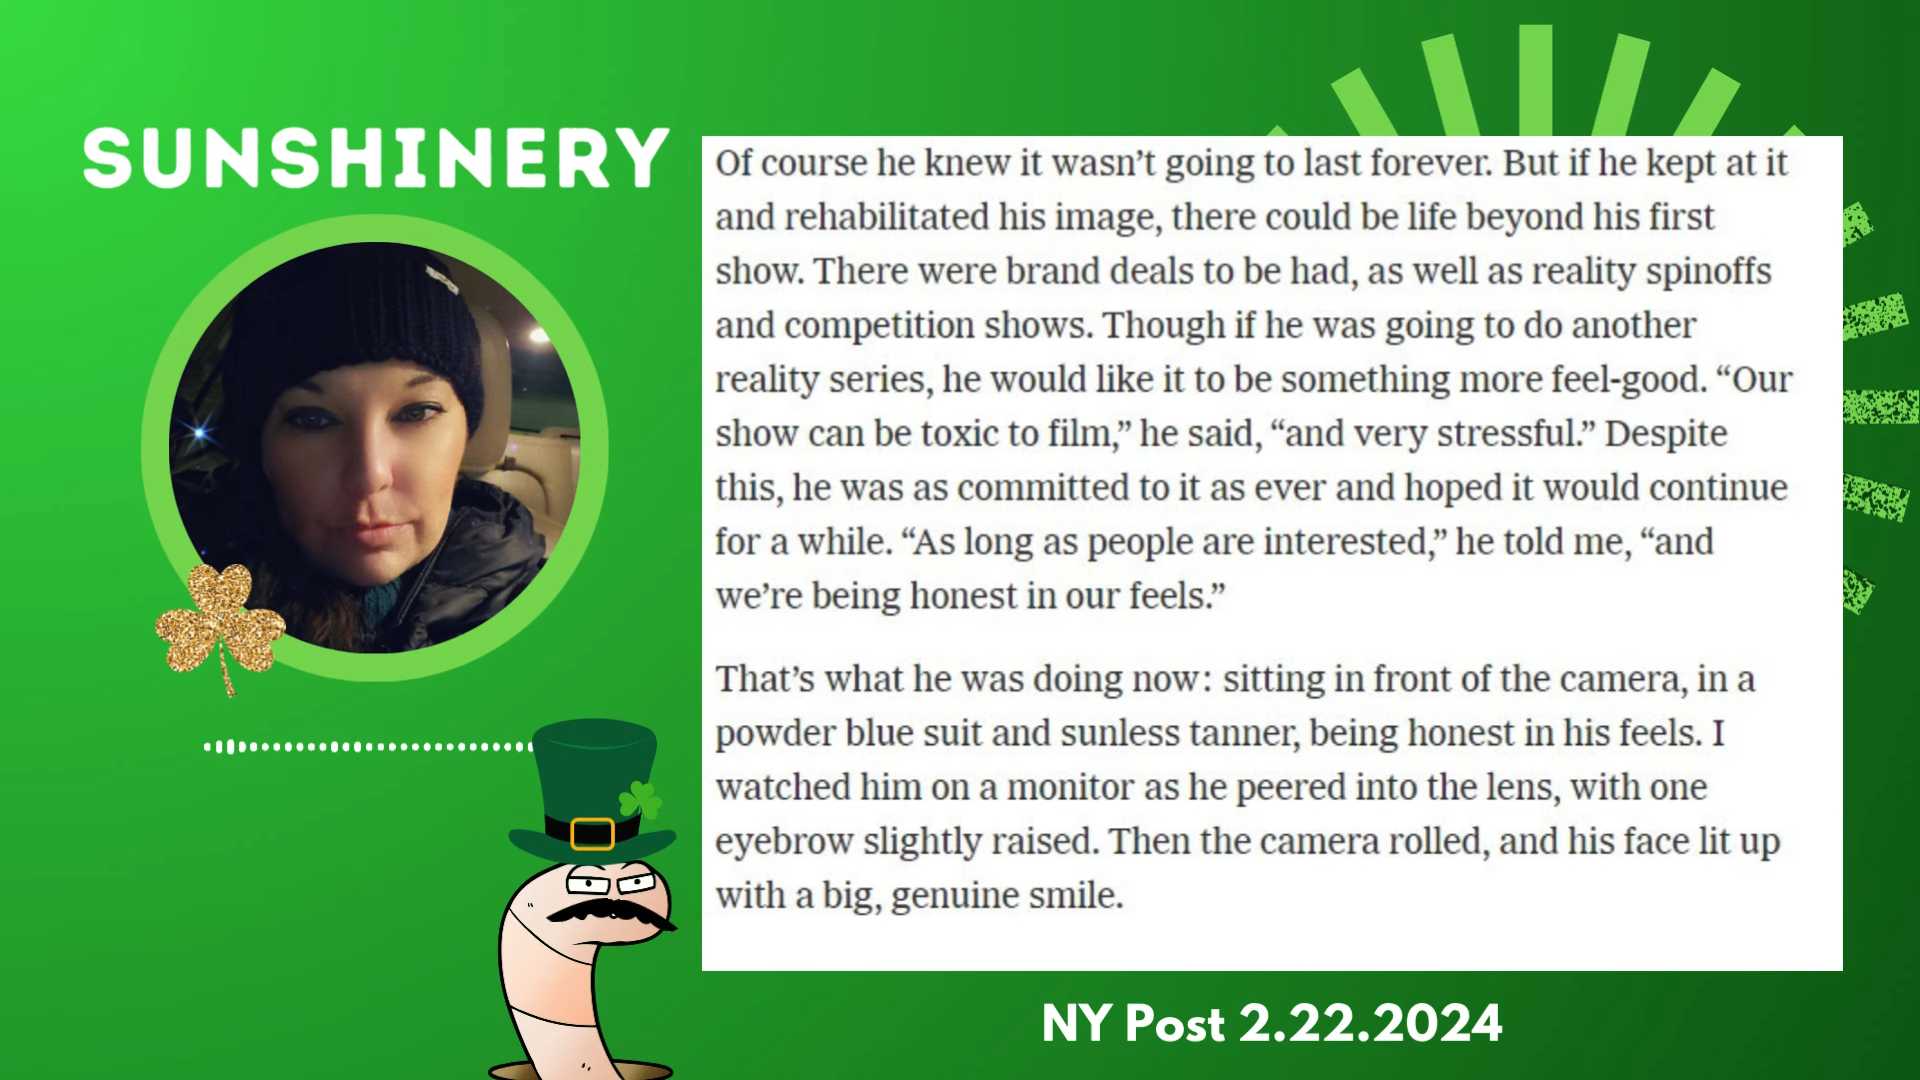 SUNSHINERY
Of course he knew it wasn’t going to last forever. But if he kept at it
and rehabilitated his image, there could be life beyond his first
show. There were brand deals to be had, as well as reality spinoffs
and competition shows. Though if he was going to do another
reality series, he would like it to be something more feel-good. “Our
show can be toxic to film,” he said, “and very stressful.” Despite
this, he was as committed to it as ever and hoped it would continue
for a while. “As long as people are interested,” he told me, “and
we’re being honest in our feels.”
That’s what he was doing now: sitting in front of the camera, in a
powder blue suit and sunless tanner, being honest in his feels. I
watched him on a monitor as he peered into the lens, with one
eyebrow slightly raised. Then the camera rolled, and his face lit up
with a big, genuine smile.
NY Post 2.22.2024